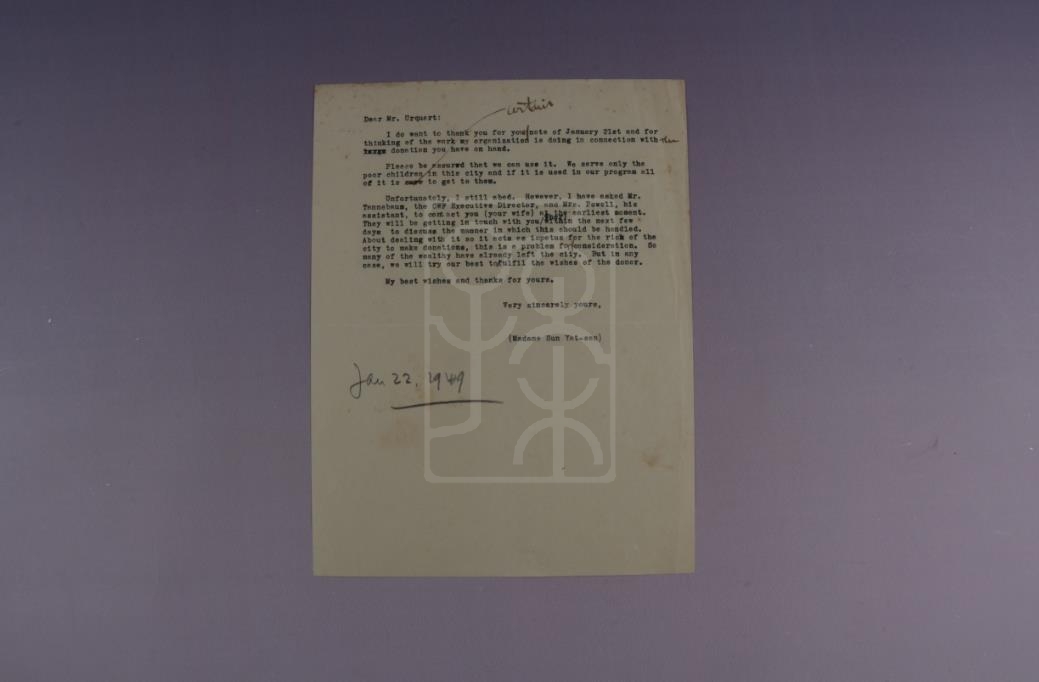 certain
Dear Mr. Urquart:
I do want to thank you for your note of January 21st and for
thinking of the work my organization is doing in connection with the
donation you have on hand.
Please be assured that we can use it. We serve only the
poor children in this city and if it is used in our program all
of it is sure to get to them.
Unfortunately, I still abed. However, I have asked Mr.
Tannebaum, the CWF Executive Director, and Mrs. Powell, his
assistant, to contact you (your wife) at the earliest moment.
They will be getting in touch with you within the next few
days to discuss the manner in which this should be handled.
About dealing with it so it acts as impetus for the rich of the
city to make donations, this is a problem for consideration. So
many of the wealthy have already left the city. But in any
case, we will try our best to fulfil the wishes of the donor.
My best wishes and thanks for yours.
Very sincerely yours,
(Madame Sun Yat-sen)
Jan 22, 1949